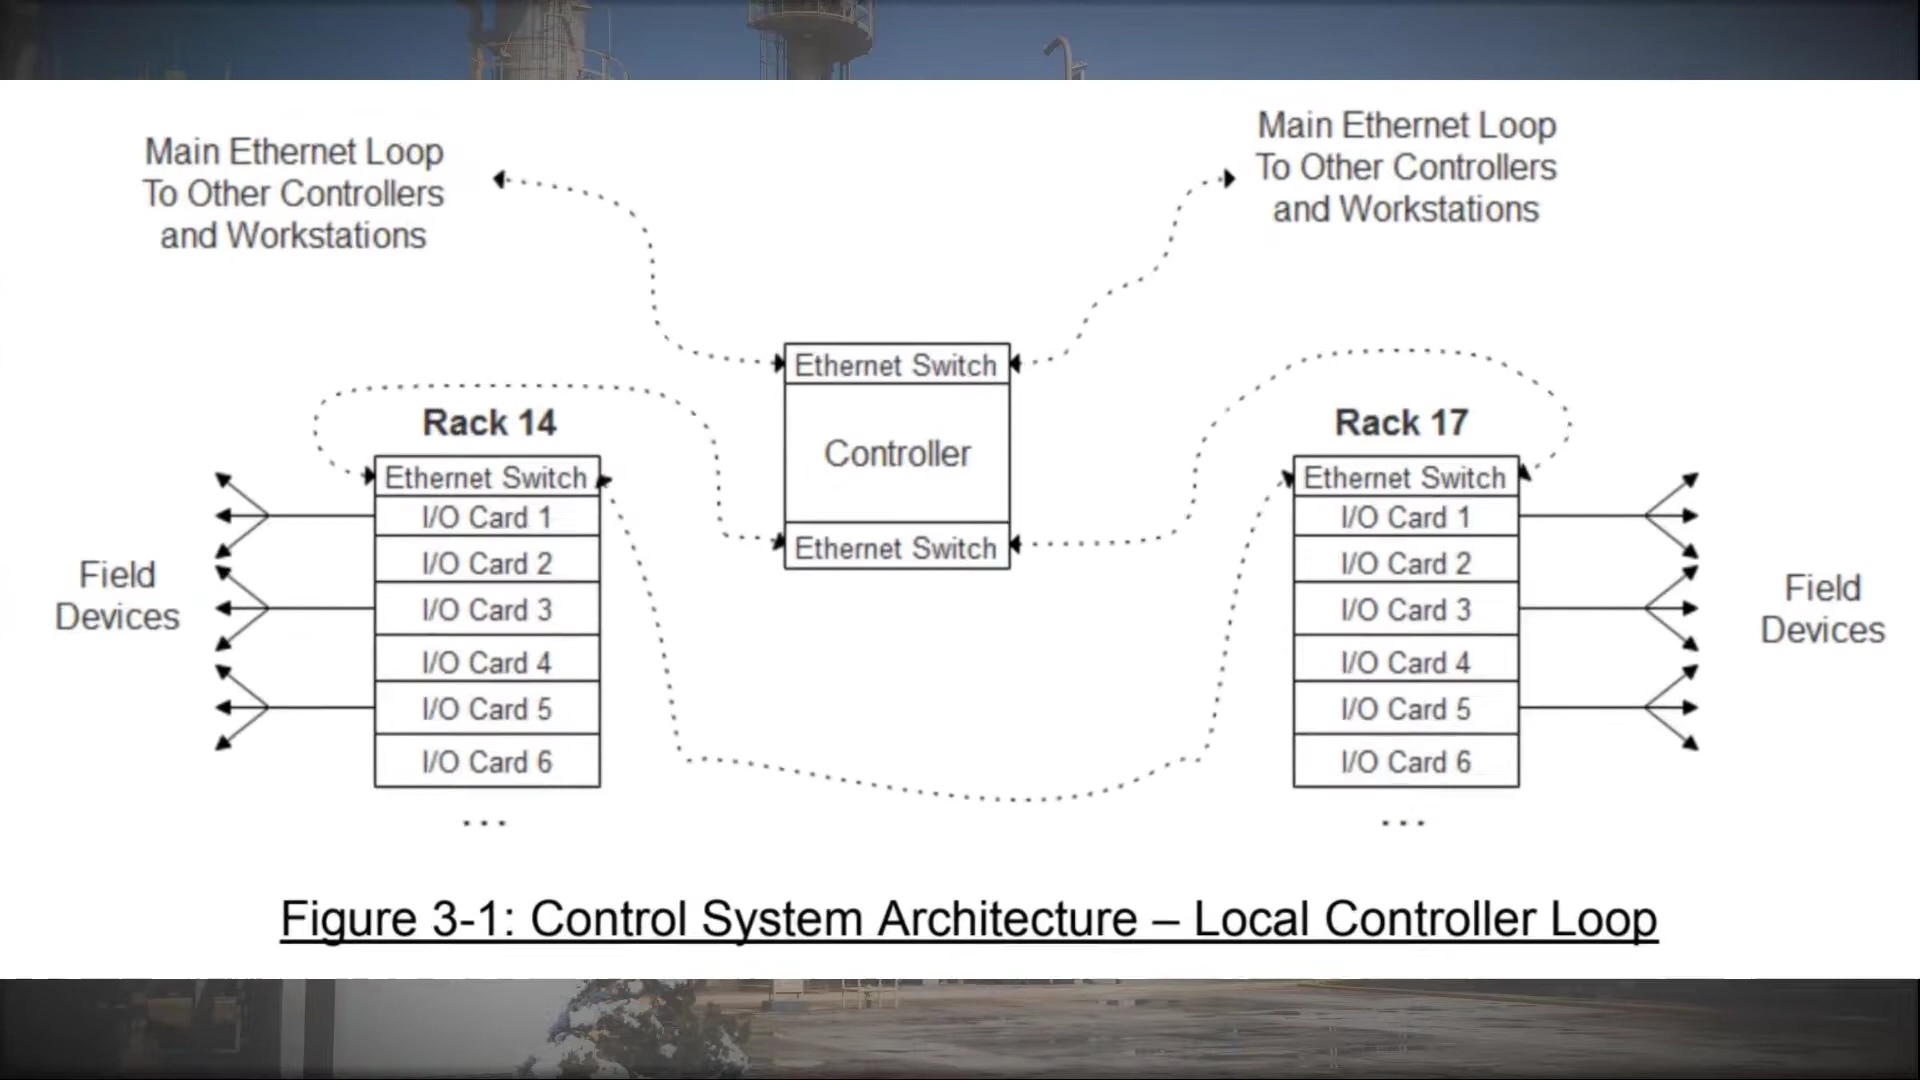 Main Ethernet Loop
To Other Controllers
and Workstations
Main Ethernet Loop
To Other Controllers
and Workstations
Ethernet Switch
Controller
Ethernet Switch
Rack 14
Ethernet Switch
I/O Card 1
I/O Card 2
I/O Card 3
I/O Card 4
I/O Card 5
I/O Card 6
...
Field
Devices
Rack 17
Ethernet Switch
I/O Card 1
I/O Card 2
I/O Card 3
I/O Card 4
I/O Card 5
I/O Card 6
...
Field
Devices
Figure 3-1: Control System Architecture – Local Controller Loop